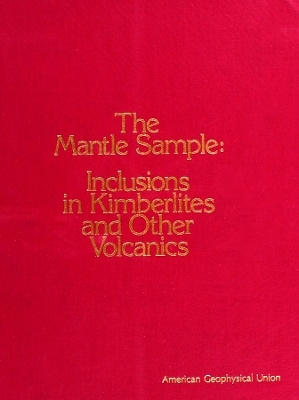 The
Mantle Sample:
Inclusions
in Kimberlites
and Other
Volcanics
American Geophysical Union